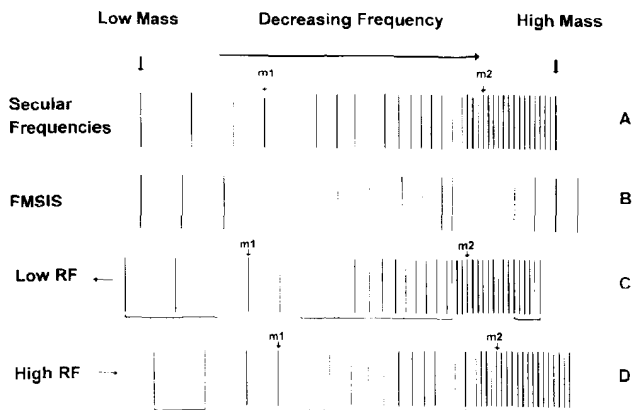 Low Mass Decreasing Frequency High Mass
m1 m2
Secular
Frequencies A
FMSIS B
m1 m2
Low RF C
m1 m2
High RF D